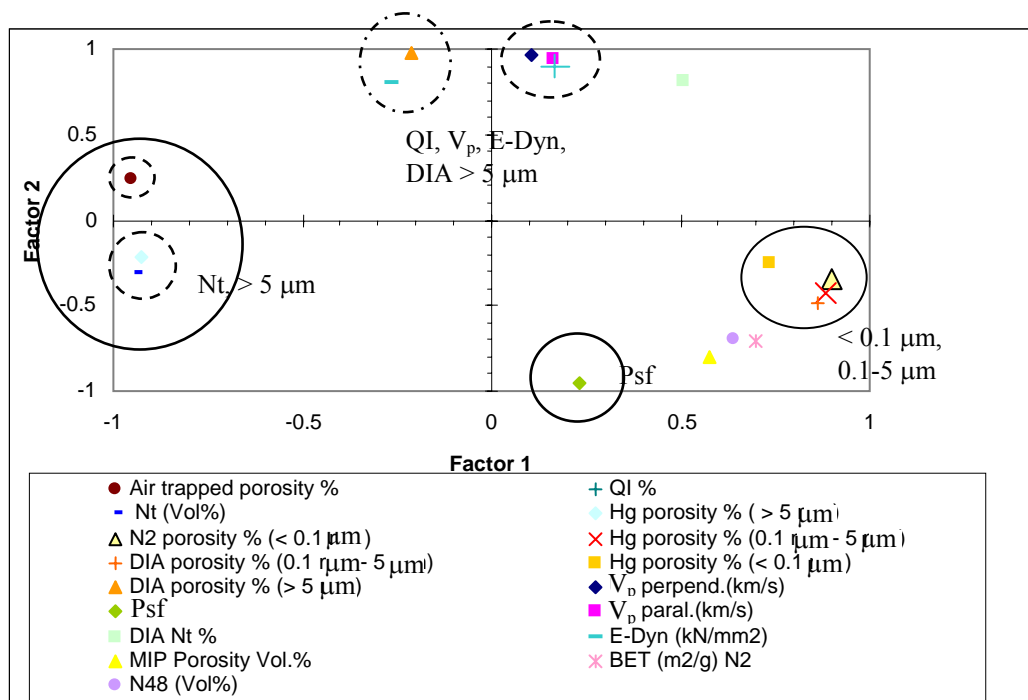 1
0.5
0
-0.5
-1
Factor 2
QI, Vp, E-Dyn,
DIA > 5 μm
Nt, > 5 μm
< 0.1 μm,
0.1-5 μm
Psf
-1 -0.5 0 0.5 1
Factor 1
Air trapped porosity %
Nt (Vol%)
N2 porosity % (< 0.1 μm)
DIA porosity % (0.1 μm - 5 μm)
DIA porosity % (> 5 μm)
Psf
DIA Nt %
MIP Porosity Vol.%
N48 (Vol%)
QI %
Hg porosity % ( > 5 μm)
Hg porosity % (0.1 μm - 5 μm)
Hg porosity % (< 0.1 μm)
Vp perpend.(km/s)
Vp paral.(km/s)
E-Dyn (kN/mm2)
BET (m2/g) N2